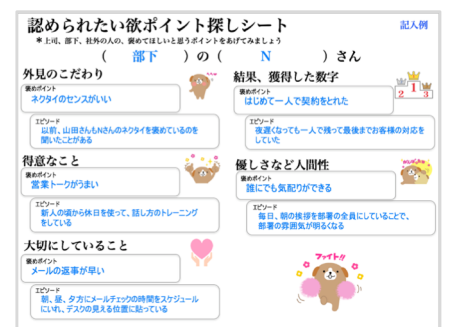 認められたい欲ポイント探しシート
記入例
＊上司、部下、社外の人の、褒めてほしいと思うポイントをあげてみましょう
（ 部下 ）の（ N ）さん
外見のこだわり
褒めポイント
ネクタイのセンスがいい
エピソード
以前、山田さんもNさんのネクタイを褒めているのを
聞いたことがある
得意なこと
褒めポイント
営業トークがうまい
エピソード
新人の頃から休日を使って、話し方のトレーニング
をしている
大切にしていること
褒めポイント
メールの返事が早い
エピソード
朝、昼、夕方にメールチェックの時間をスケジュール
にいれ、デスクの見える位置に貼っている
結果、獲得した数字
1
2 3
褒めポイント
はじめて一人で契約をとれた
エピソード
夜遅くなっても一人で残って最後までお客様の対応を
していた
優しさなど人間性
褒めポイント
誰にでも気配りができる
エピソード
毎日、朝の挨拶を部署の全員にしていることで、
部署の雰囲気が明るくなる
ファイト!!